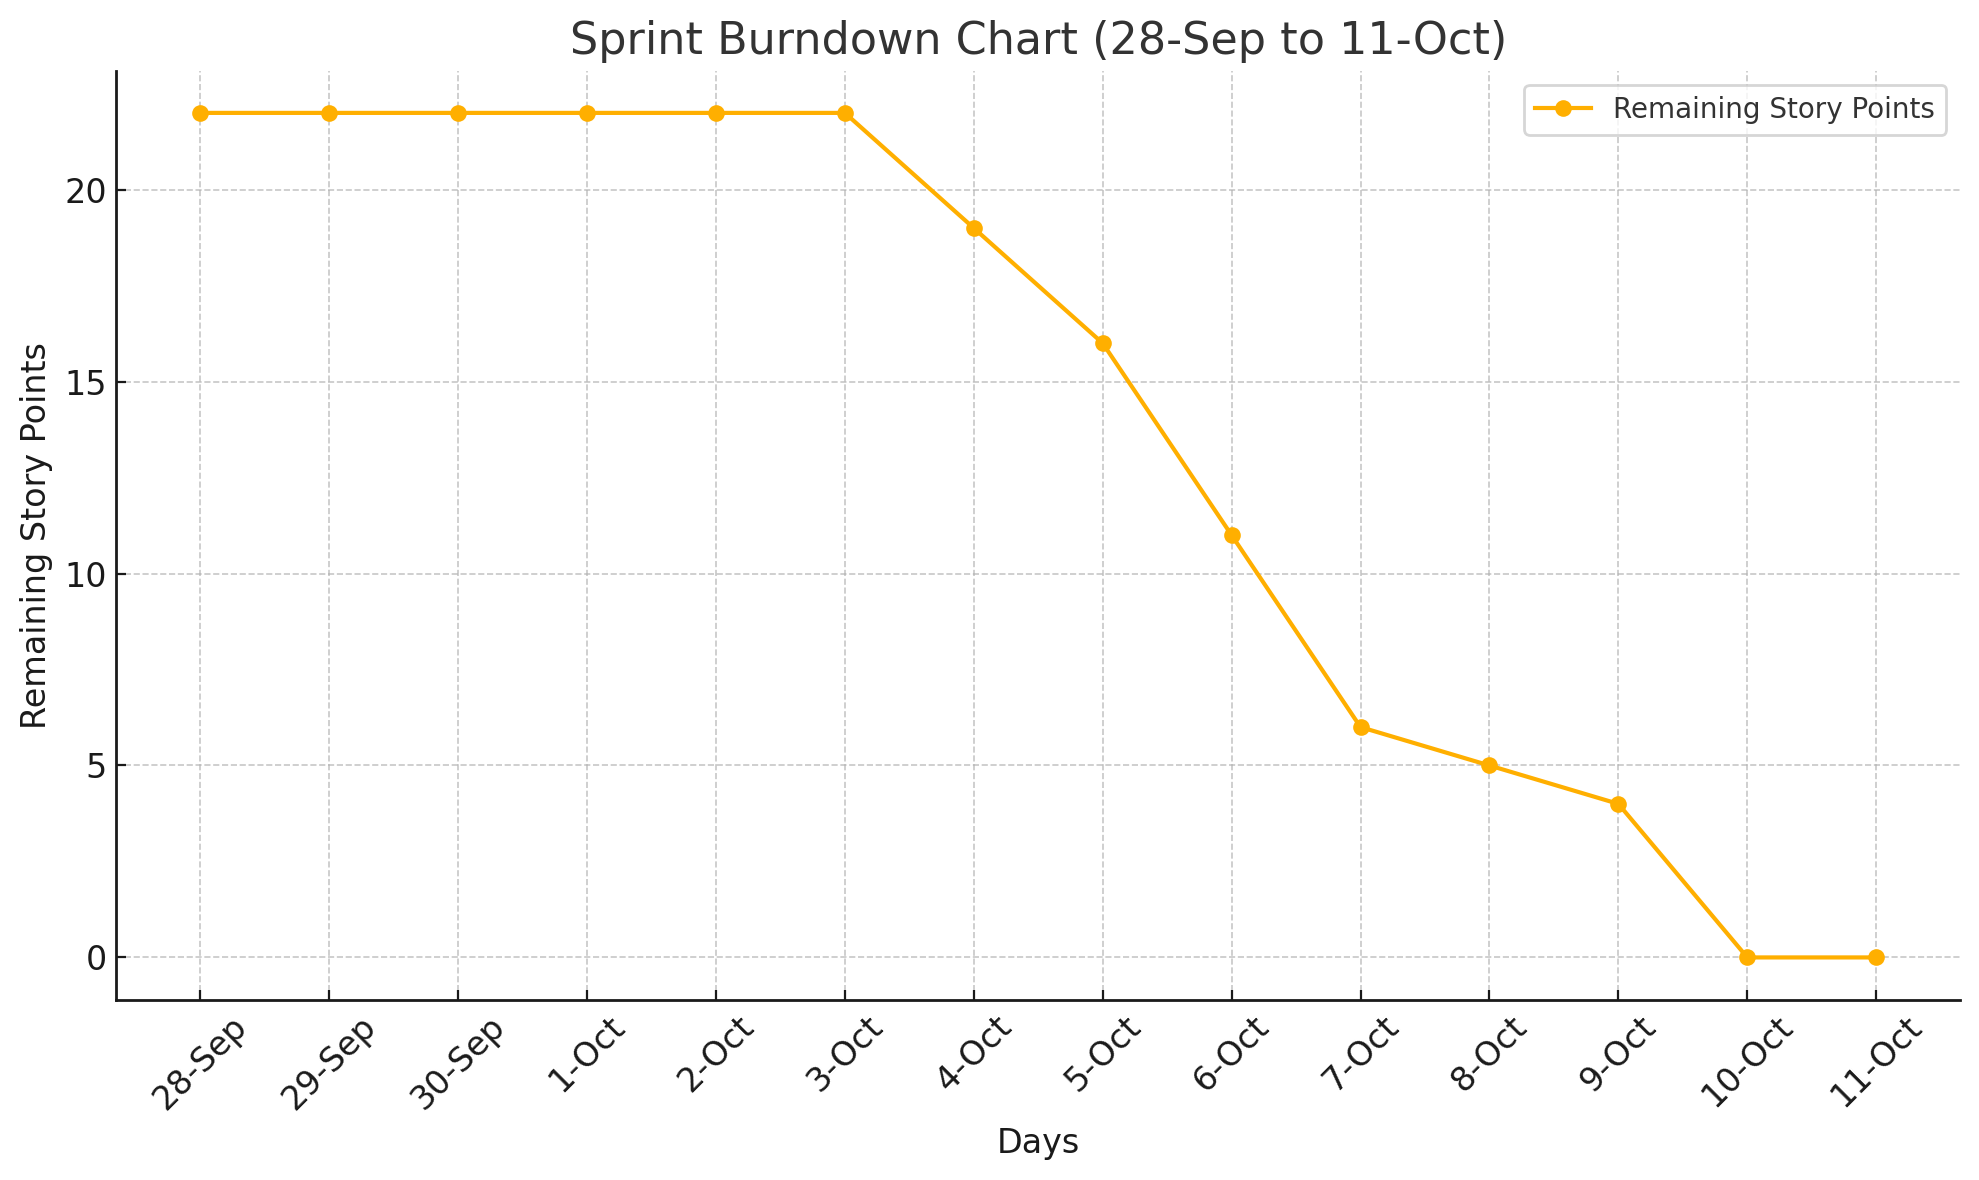 Sprint Burndown Chart (28-Sep to 11-Oct)
Remaining Story Points
Remaining Story Points
20
15
10
5
0
28-Sep
29-Sep
30-Sep
1-Oct
2-Oct
3-Oct
4-Oct
5-Oct
6-Oct
7-Oct
8-Oct
9-Oct
10-Oct
11-Oct
Days